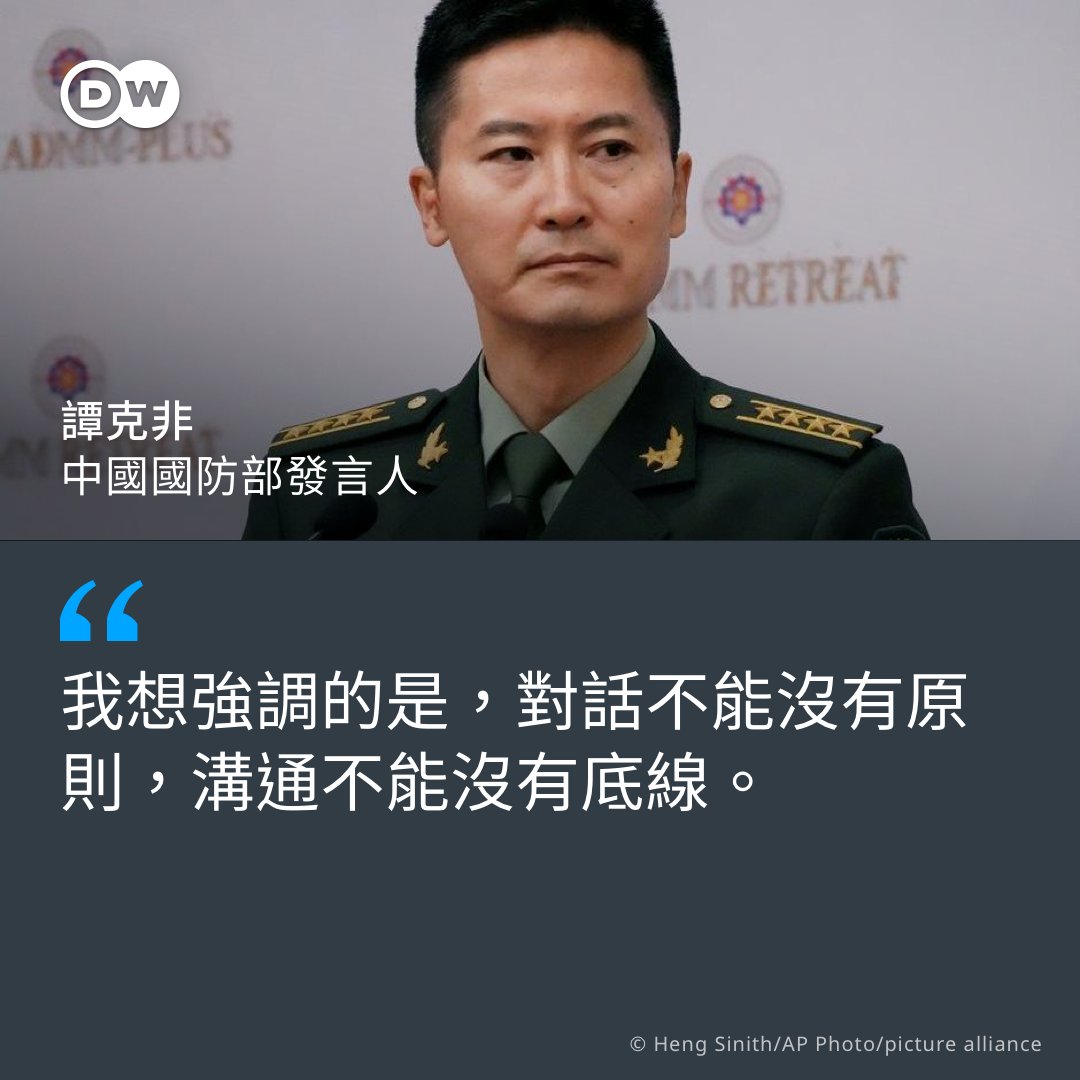 DW
ADMM-PLUS
RETREAT
譚克非
中國國防部發言人
“
我想強調的是，對話不能沒有原
則，溝通不能沒有底線。
© Heng Sinith/AP Photo/picture alliance